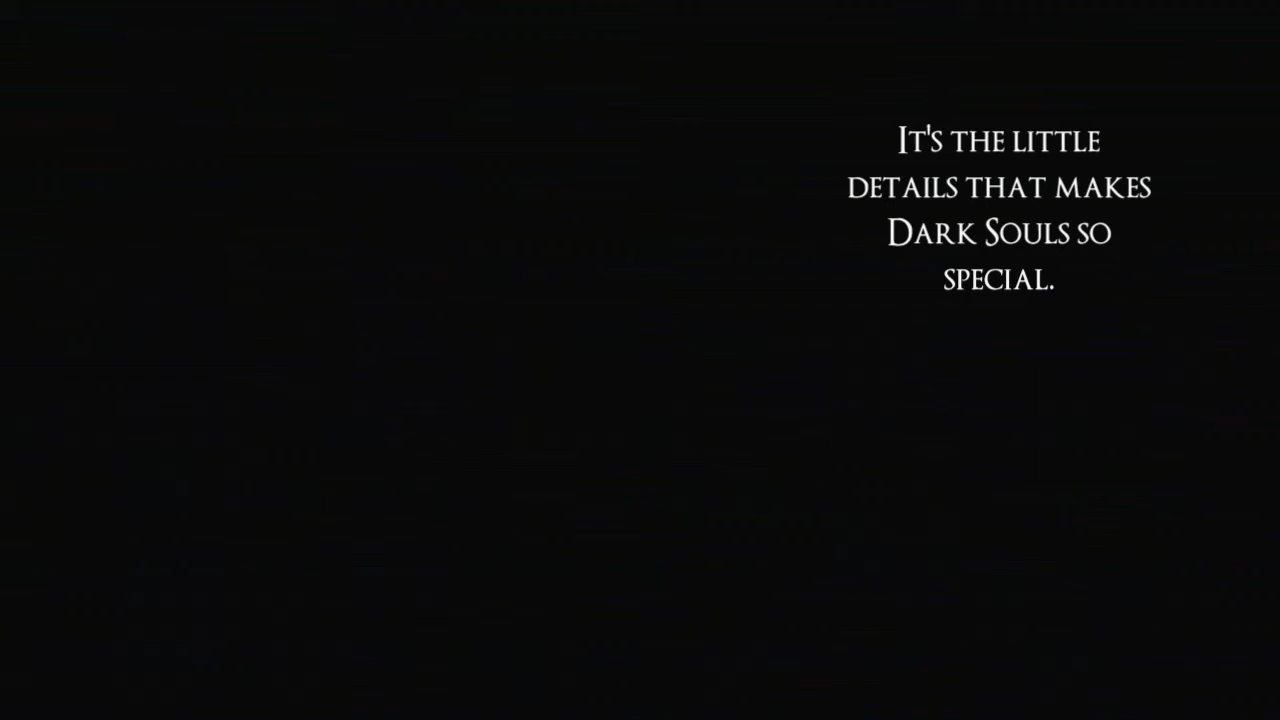 It's the little
details that makes
Dark Souls so
special.